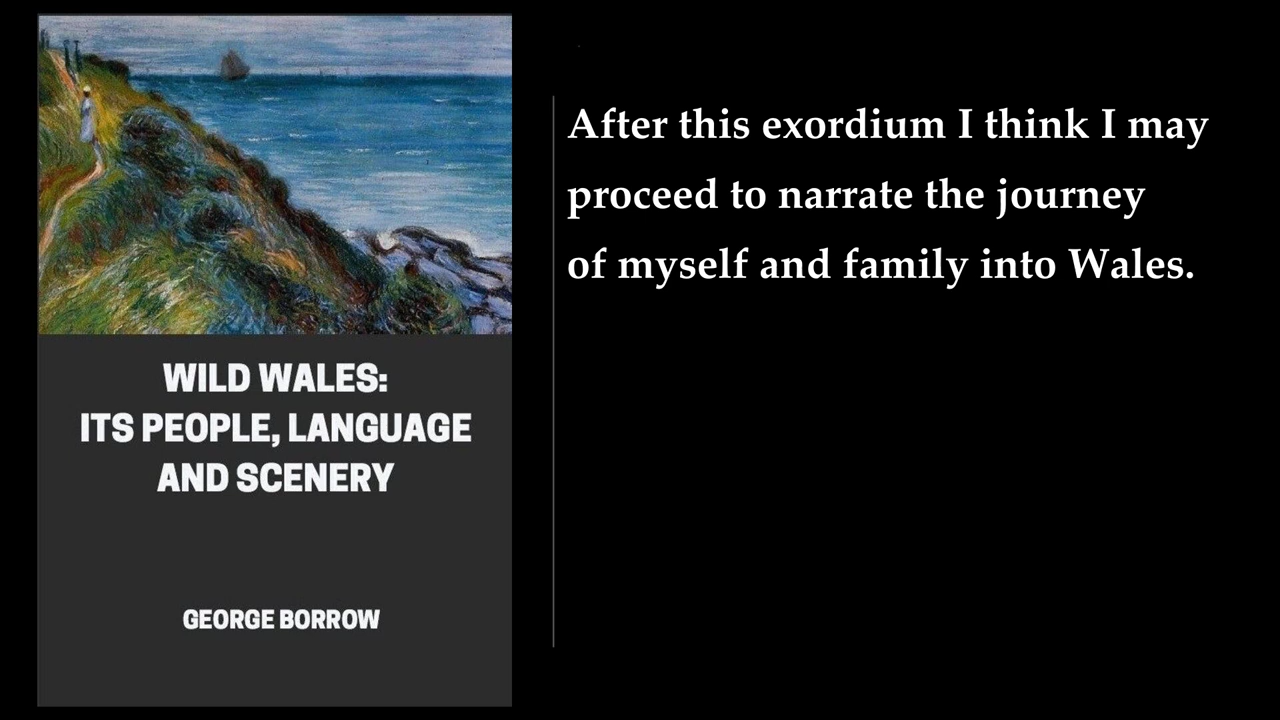 WILD WALES:
ITS PEOPLE, LANGUAGE
AND SCENERY
GEORGE BORROW
After this exordium I think I may
proceed to narrate the journey
of myself and family into Wales.